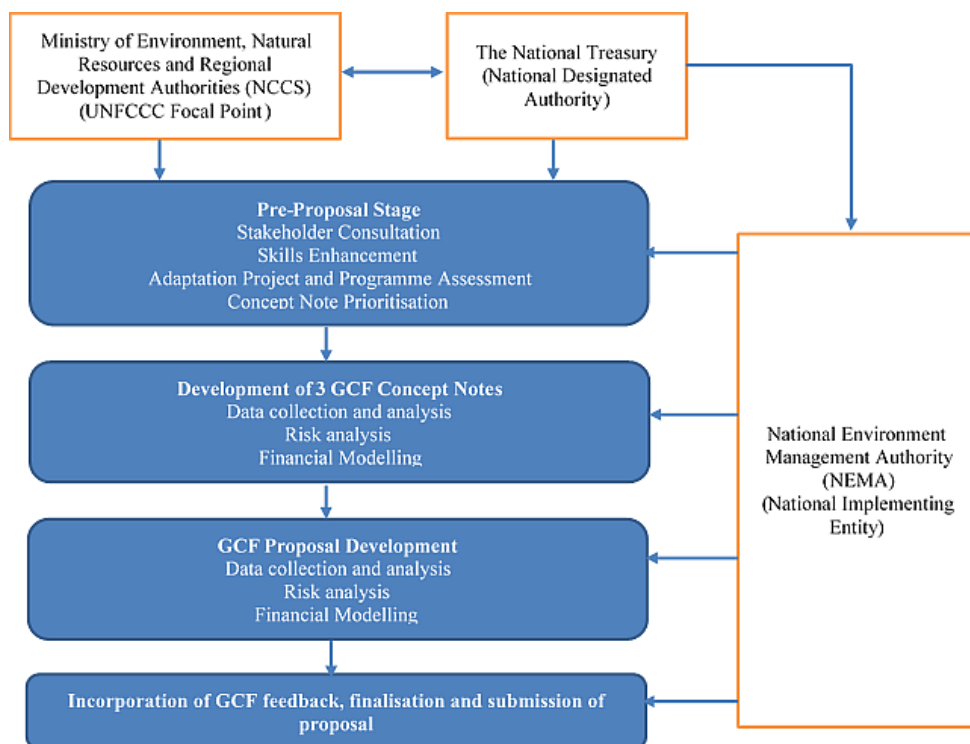 Ministry of Environment, Natural
Resources and Regional
Development Authorities (NCCS)
(UNFCCC Focal Point)
The National Treasury
(National Designated
Authority)
Pre-Proposal Stage
Stakeholder Consultation
Skills Enhancement
Adaptation Project and Programme Assessment
Concept Note Prioritisation
Development of 3 GCF Concept Notes
Data collection and analysis
Risk analysis
Financial Modelling
GCF Proposal Development
Data collection and analysis
Risk analysis
Financial Modelling
Incorporation of GCF feedback, finalisation and submission of
proposal
National Environment
Management Authority
(NEMA)
(National Implementing
Entity)